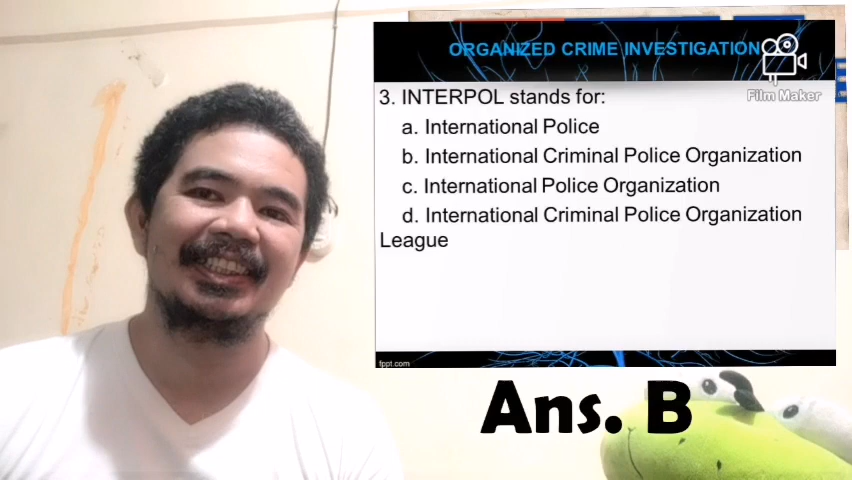 ORGANIZED CRIME INVESTIGATION
Film Maker
3. INTERPOL stands for:
a. International Police
b. International Criminal Police Organization
c. International Police Organization
d. International Criminal Police Organization
League
fppt.com
Ans. B